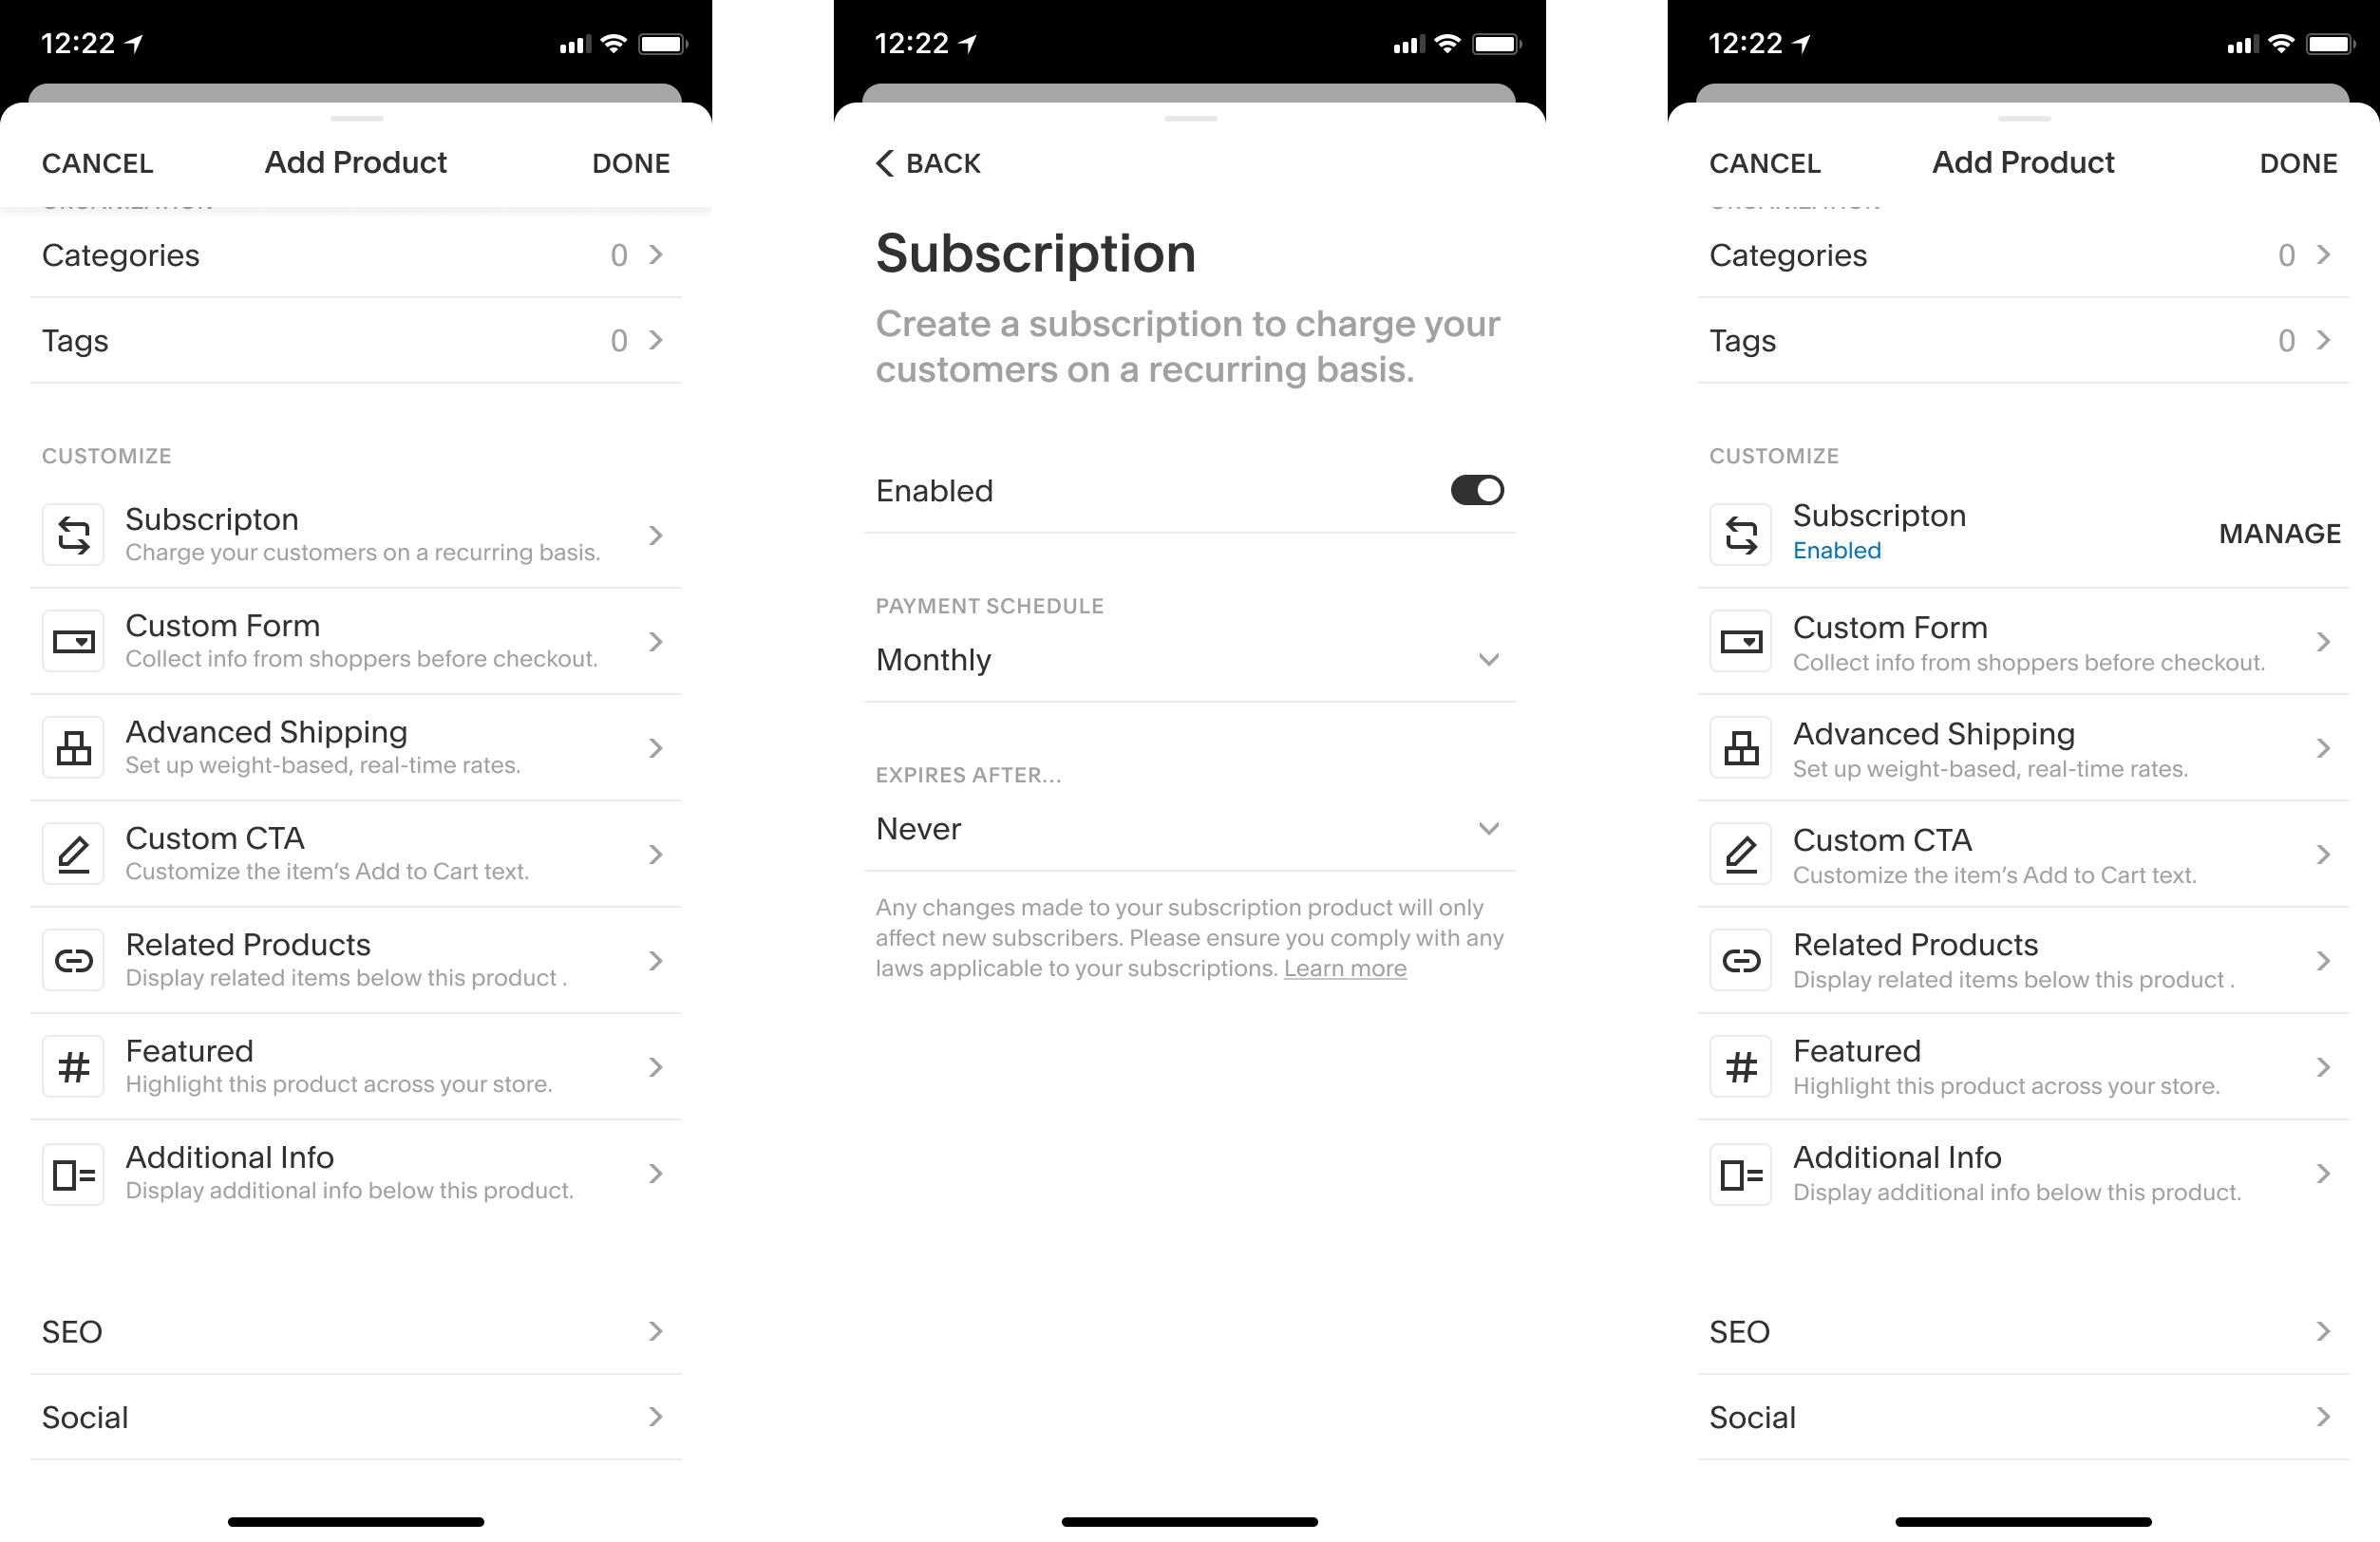 12:22
CANCEL Add Product DONE
ORGANIZATION
Categories 0
Tags 0
CUSTOMIZE
Subscripton
Charge your customers on a recurring basis.
Custom Form
Collect info from shoppers before checkout.
Advanced Shipping
Set up weight-based, real-time rates.
Custom CTA
Customize the item’s Add to Cart text.
Related Products
Display related items below this product .
Featured
Highlight this product across your store.
Additional Info
Display additional info below this product.
SEO
Social
12:22
BACK
Subscription
Create a subscription to charge your
customers on a recurring basis.
Enabled
PAYMENT SCHEDULE
Monthly
EXPIRES AFTER...
Never
Any changes made to your subscription product will only
affect new subscribers. Please ensure you comply with any
laws applicable to your subscriptions. Learn more
12:22
CANCEL Add Product DONE
ORGANIZATION
Categories 0
Tags 0
CUSTOMIZE
Subscripton
Enabled
MANAGE
Custom Form
Collect info from shoppers before checkout.
Advanced Shipping
Set up weight-based, real-time rates.
Custom CTA
Customize the item’s Add to Cart text.
Related Products
Display related items below this product .
Featured
Highlight this product across your store.
Additional Info
Display additional info below this product.
SEO
Social